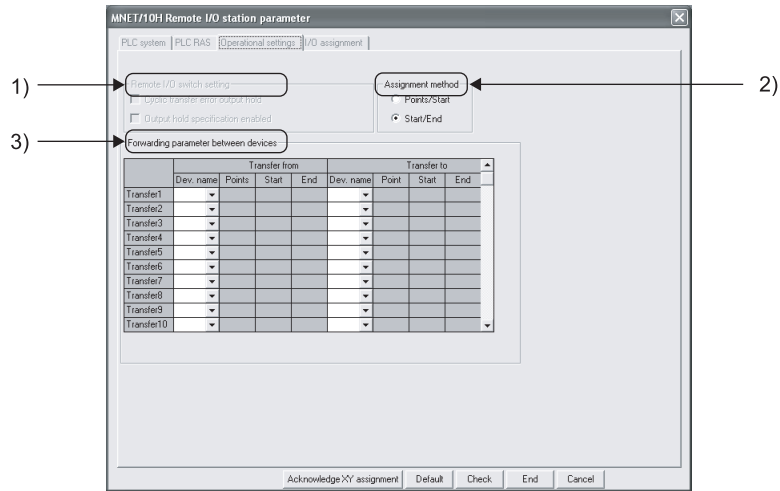 MNET/10H Remote I/O station parameter
PLC system PLC RAS Operational settings I/O assignment
1) Remote I/O switch setting
Cyclic transfer error output hold
Output hold specification enabled
Assignment method 2)
Points/Start
Start/End
3) Forwarding parameter between devices
Transfer from Transfer to
Dev. name Points Start End Dev. name Point Start End
Transfer1
Transfer2
Transfer3
Transfer4
Transfer5
Transfer6
Transfer7
Transfer8
Transfer9
Transfer10
Acknowledge XY assignment Default Check End Cancel